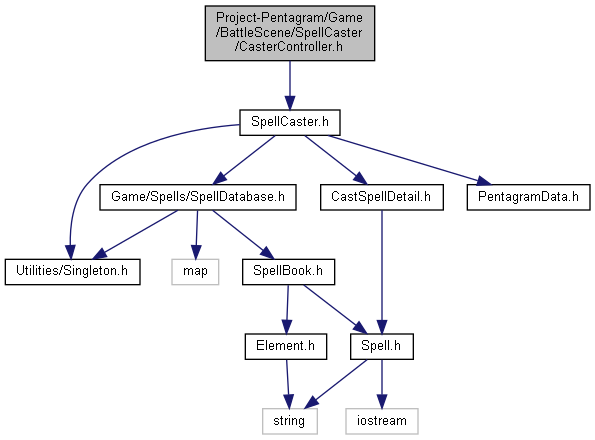 Project-Pentagram/Game
/BattleScene/SpellCaster
/CasterController.h
SpellCaster.h
Game/Spells/SpellDatabase.h
CastSpellDetail.h
PentagramData.h
Utilities/Singleton.h
map
SpellBook.h
Element.h
Spell.h
string
iostream